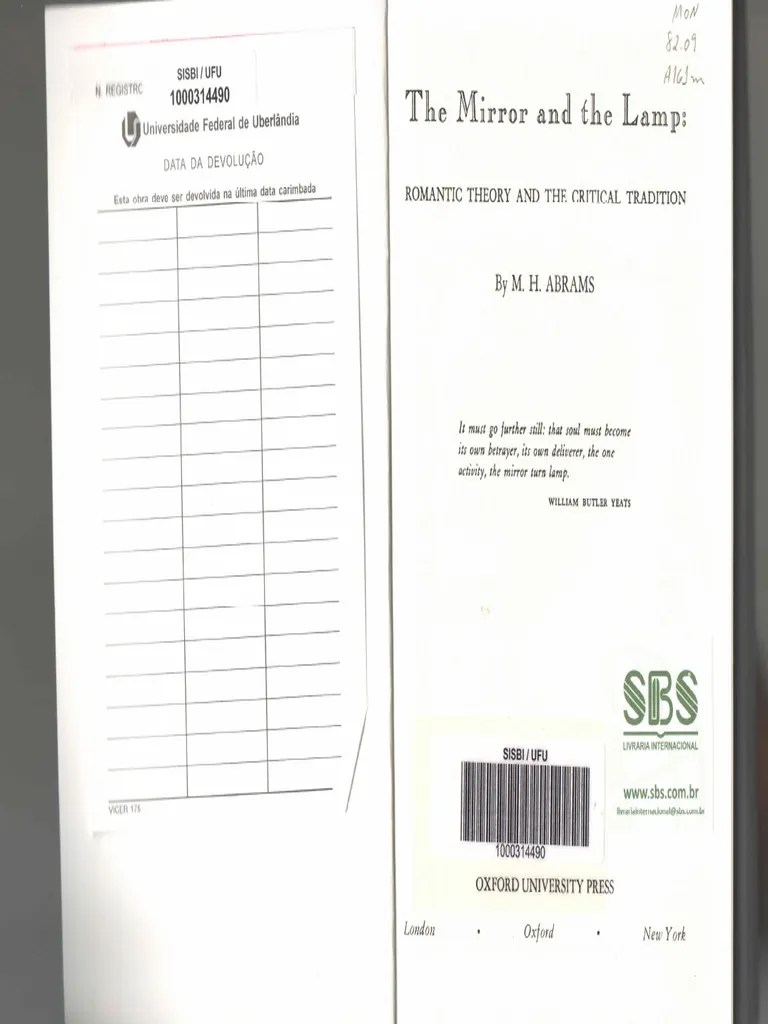 SISBI / UFU
N. REGISTRO
1000314490
Universidade Federal de Uberlândia
DATA DA DEVOLUÇÃO
Esta obra deve ser devolvida na última data carimbada
MON
82.09
The Mirror and the Lamp:
ROMANTIC THEORY AND THE CRITICAL TRADITION
By M. H. ABRAMS
It must go further still: that soul must become
its own betrayer, its own deliverer, the one
activity, the mirror turn lamp.
WILLIAM BUTLER YEATS
SBS
LIVRARIA INTERNACIONAL
www.sbs.com.br
livrariainternacional@sbs.com.br
SISBI / UFU
1000314490
OXFORD UNIVERSITY PRESS
London • Oxford • New York